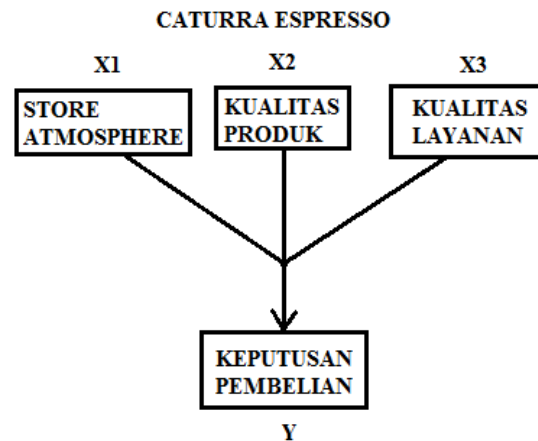 CATURRA ESPRESSO
X1
X2
X3
STORE
ATMOSPHERE
KUALITAS
PRODUK
KUALITAS
LAYANAN
KEPUTUSAN
PEMBELIAN
Y